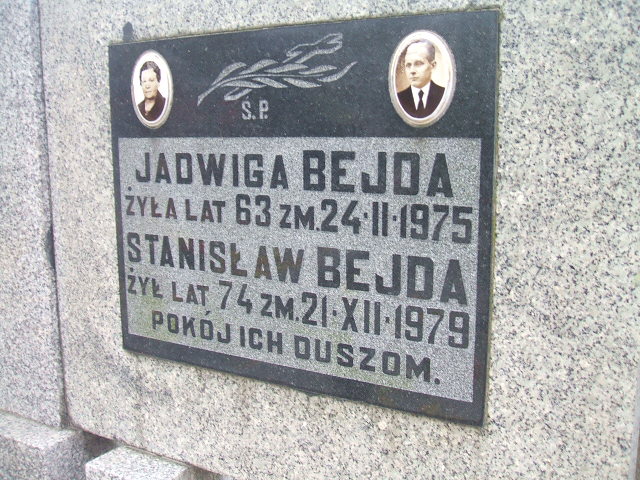 Ś.P.
JADWIGA BEJDA
ŻYŁA LAT 63 ZM. 24·II·1975
STANISŁAW BEJDA
ŻYŁ LAT 74 ZM. 21·XII·1979
POKÓJ ICH DUSZOM.